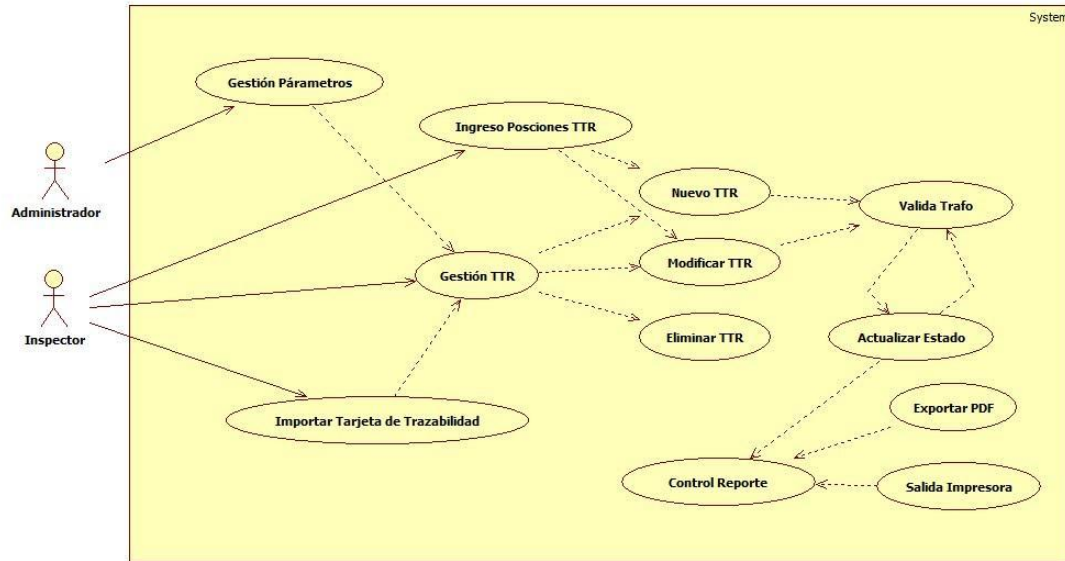 System
Gestión Párametros
Ingreso Posciones TTR
Administrador
Nuevo TTR
Valida Trafo
Gestión TTR
Modificar TTR
Inspector
Eliminar TTR
Actualizar Estado
Importar Tarjeta de Trazabilidad
Exportar PDF
Control Reporte
Salida Impresora